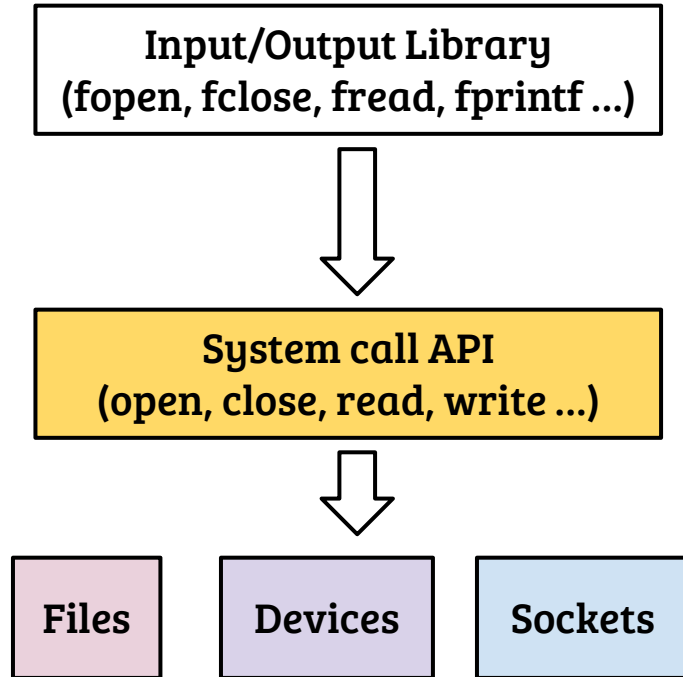 Input/Output Library
(fopen, fclose, fread, fprintf ...)
System call API
(open, close, read, write ...)
Files
Devices
Sockets